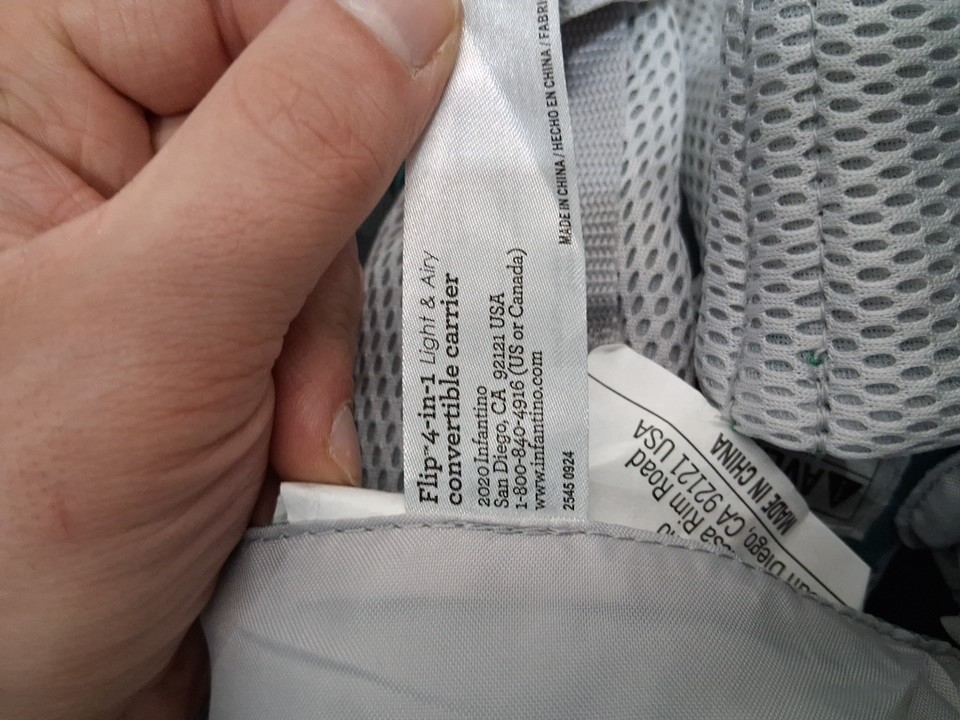 Flip-4-in-1 Light & Airy
convertible carrier
2020 Infantino
San Diego, CA 92121 USA
1-800-840-4916 (US or Canada)
www.infantino.com
2545 0924
MADE IN CHINA / HECHO EN CHINA / FABRI
Rim Road
Diego, CA 92121 USA
MADE IN CHINA